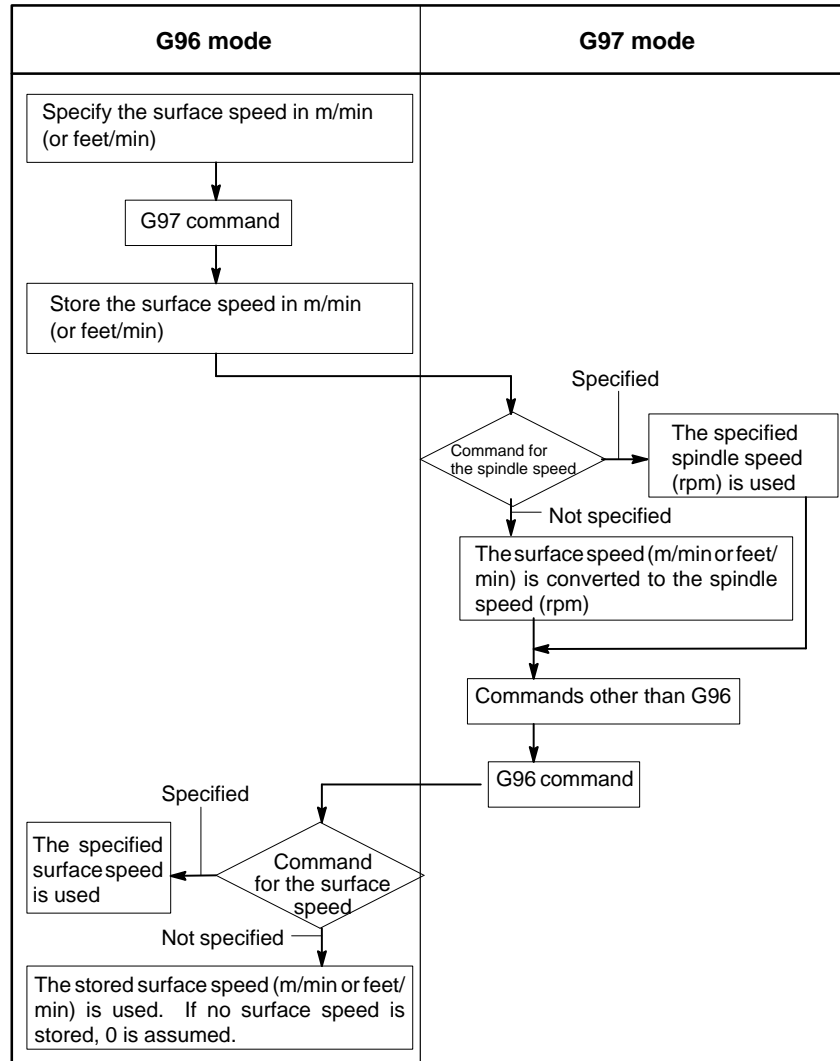 G96 mode
G97 mode
Specify the surface speed in m/min
(or feet/min)
G97 command
Store the surface speed in m/min
(or feet/min)
Specified
Command for
the spindle speed
The specified
spindle speed
(rpm) is used
Not specified
The surface speed (m/min or feet/
min) is converted to the spindle
speed (rpm)
Commands other than G96
G96 command
Specified
The specified
surface speed
is used
Command
for the surface
speed
Not specified
The stored surface speed (m/min or feet/
min) is used. If no surface speed is
stored, 0 is assumed.